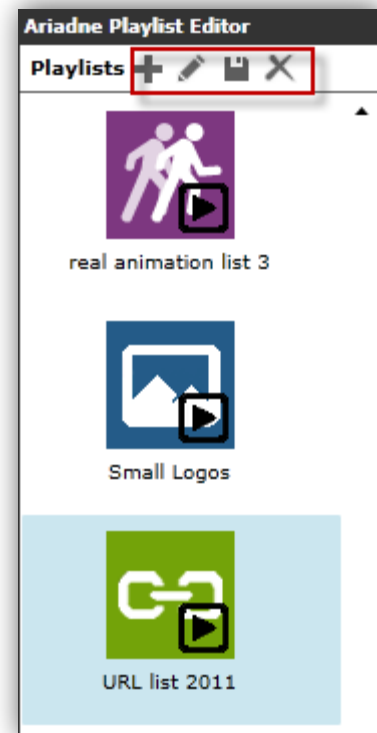 Ariadne Playlist Editor
Playlists
real animation list 3
Small Logos
URL list 2011